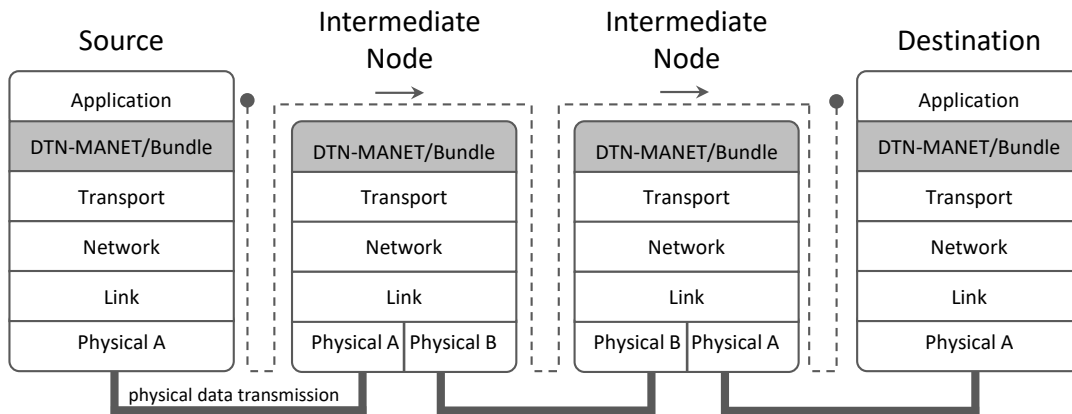 Source
Application
DTN-MANET/Bundle
Transport
Network
Link
Physical A
Intermediate
Node
DTN-MANET/Bundle
Transport
Network
Link
Physical A Physical B
Intermediate
Node
DTN-MANET/Bundle
Transport
Network
Link
Physical B Physical A
Destination
Application
DTN-MANET/Bundle
Transport
Network
Link
Physical A
physical data transmission